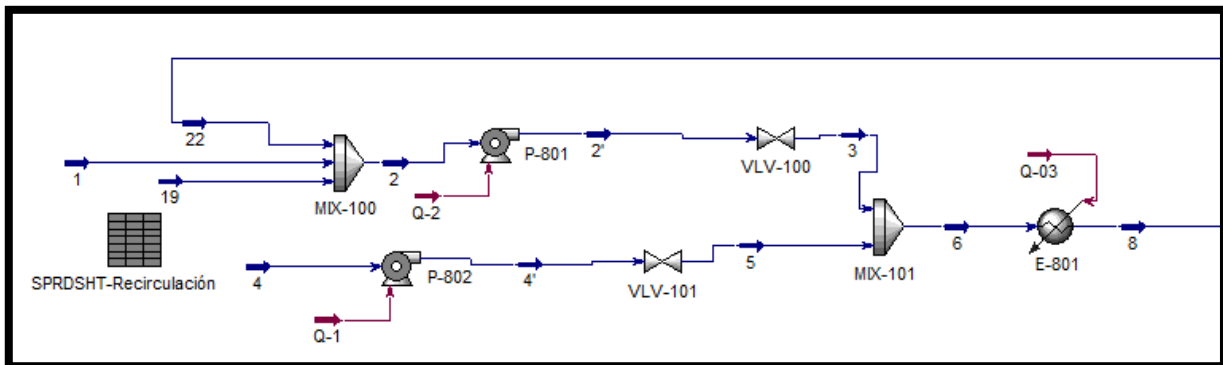 22
1
19
MIX-100
2
P-801
Q-2
2'
VLV-100
3
Q-03
SPRDSHT-Recirculación
4
P-802
Q-1
4'
VLV-101
5
MIX-101
6
E-801
8